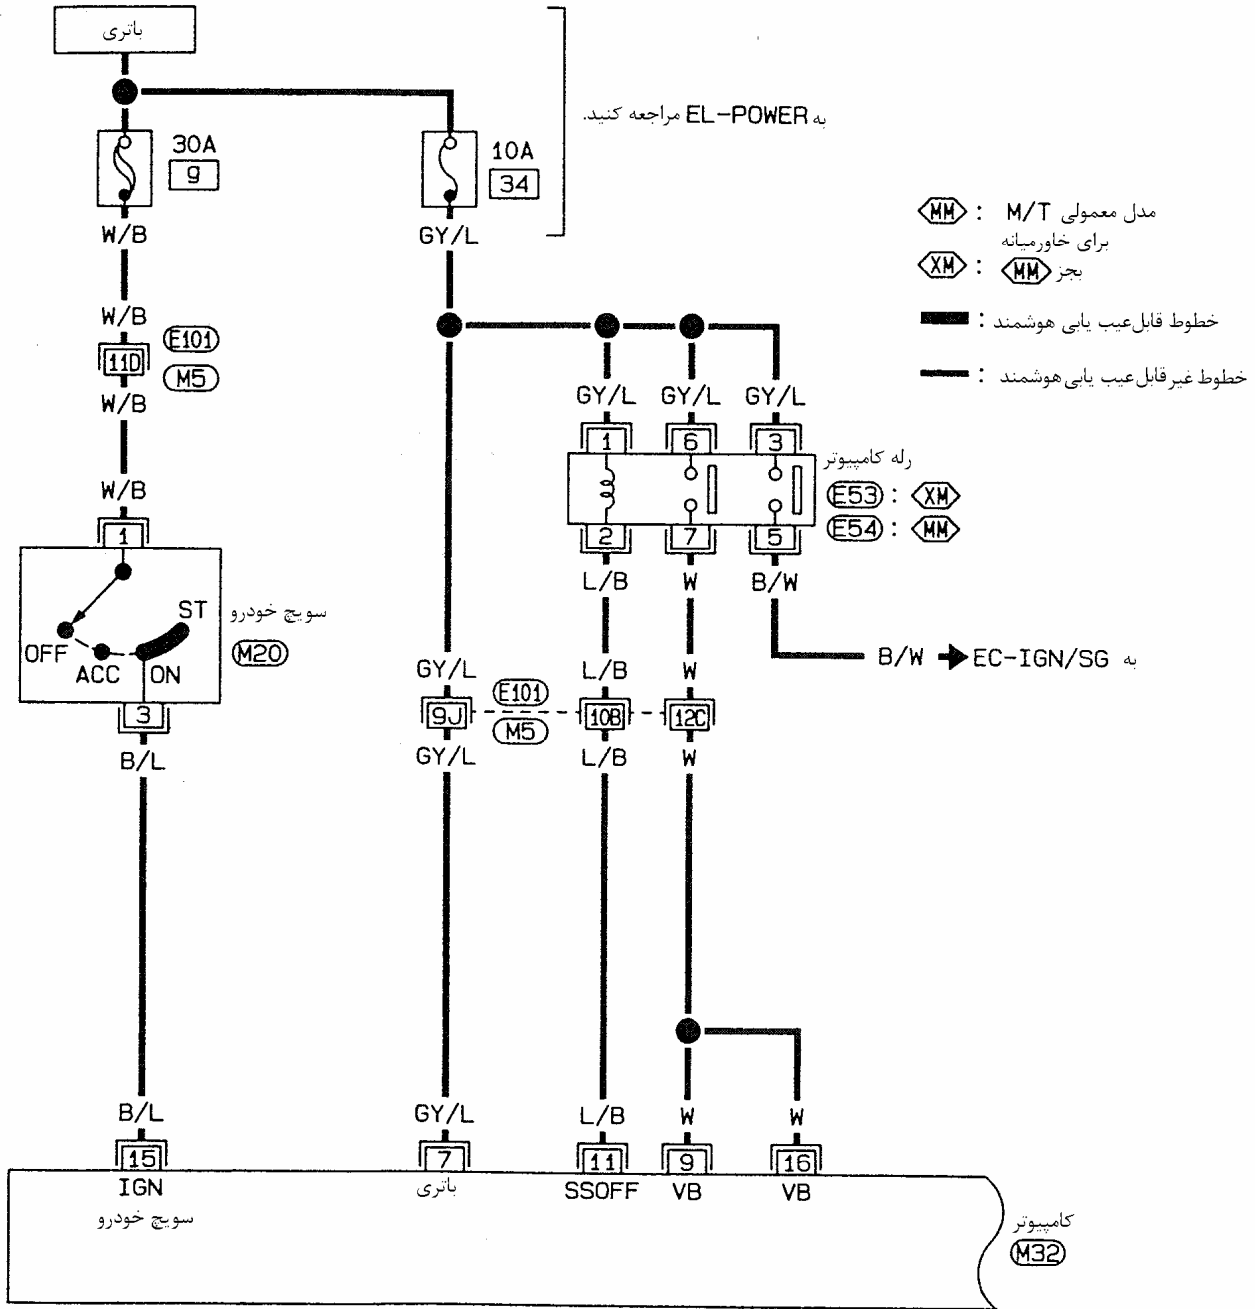 باتری
به EL-POWER مراجعه کنید.
30A
9
10A
34
W/B
GY/L
MM : مدل معمولی M/T
برای خاورمیانه
XM : بجز MM
خطوط قابل عیب یابی هوشمند :
خطوط غیر قابل عیب یابی هوشمند :
W/B
E101
11D
M5
W/B
GY/L GY/L GY/L
1 6 3
رله کامپیوتر
E53 : XM
E54 : MM
2 7 5
W/B
1
L/B W B/W
ST
سویچ خودرو
M20
OFF
ACC
ON
3
B/W
EC-IGN/SG به
GY/L L/B W
E101
9J 10B 12C
M5
B/L
GY/L L/B W
B/L GY/L L/B W W
15 7 11 9 16
IGN باتری SSOFF VB VB
سویچ خودرو
کامپیوتر
M32